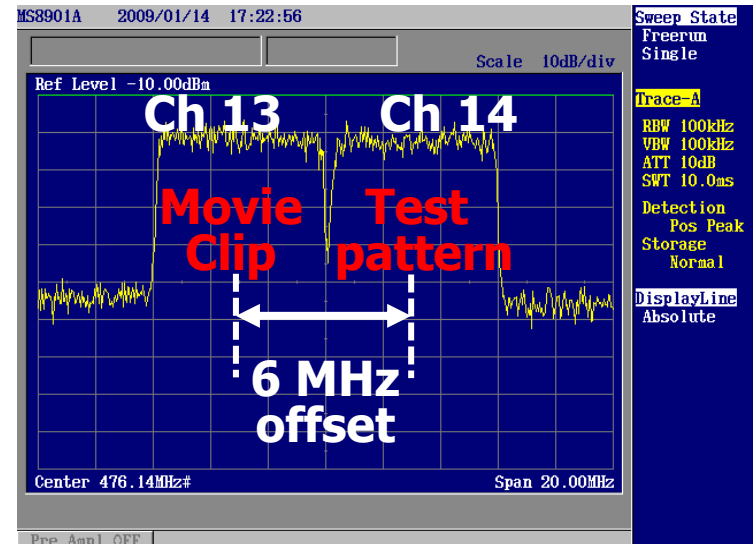 MS8901A 2009/01/14 17:22:56
Scale 10dB/div
Ref Level -10.00dBm
Ch 13 Ch 14
Movie Clip
Test pattern
6 MHz
offset
Center 476.14MHz# Span 20.00MHz
Pre Ampl OFF
Sweep State
Freerun
Single
Trace-A
RBW 100kHz
VBW 100kHz
ATT 10dB
SWT 10.0ms
Detection
Pos Peak
Storage
Normal
DisplayLine
Absolute